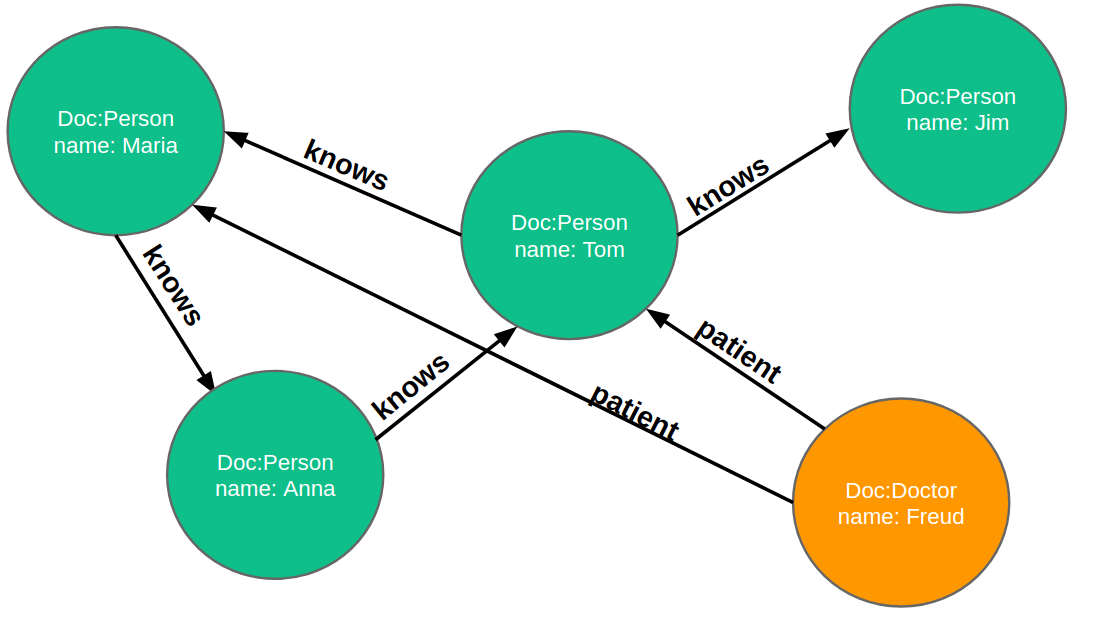 Doc:Person
name: Maria
Doc:Person
name: Jim
knows
knows
Doc:Person
name: Tom
knows
knows
patient
patient
Doc:Person
name: Anna
Doc:Doctor
name: Freud